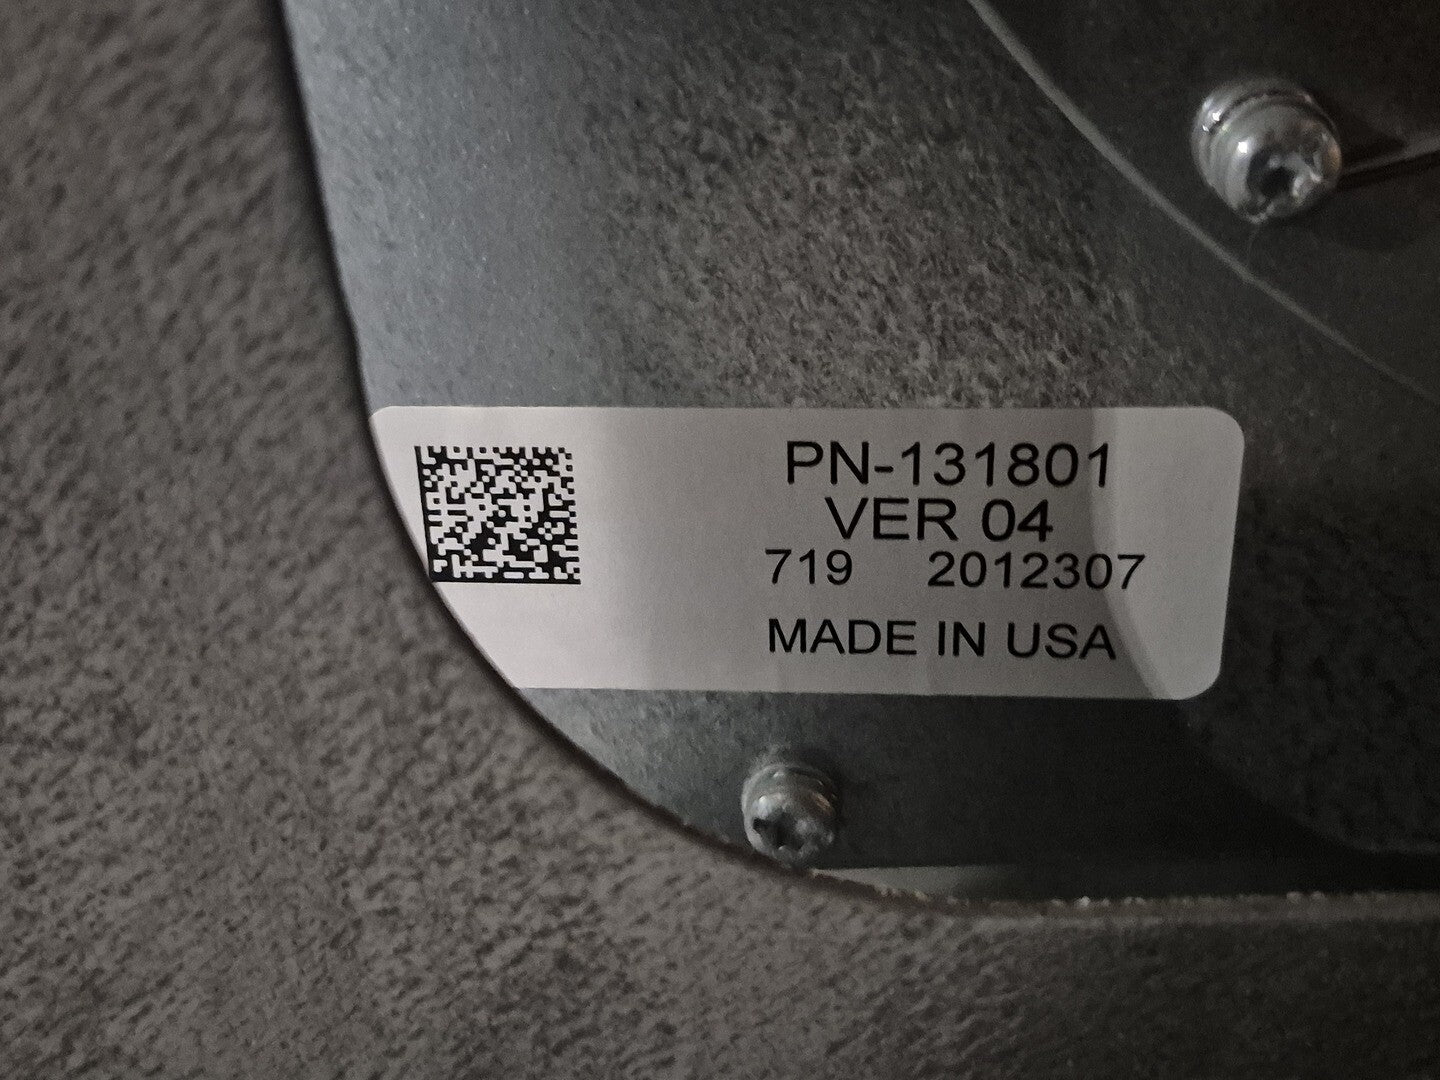 PN-131801
VER 04
719 2012307
MADE IN USA